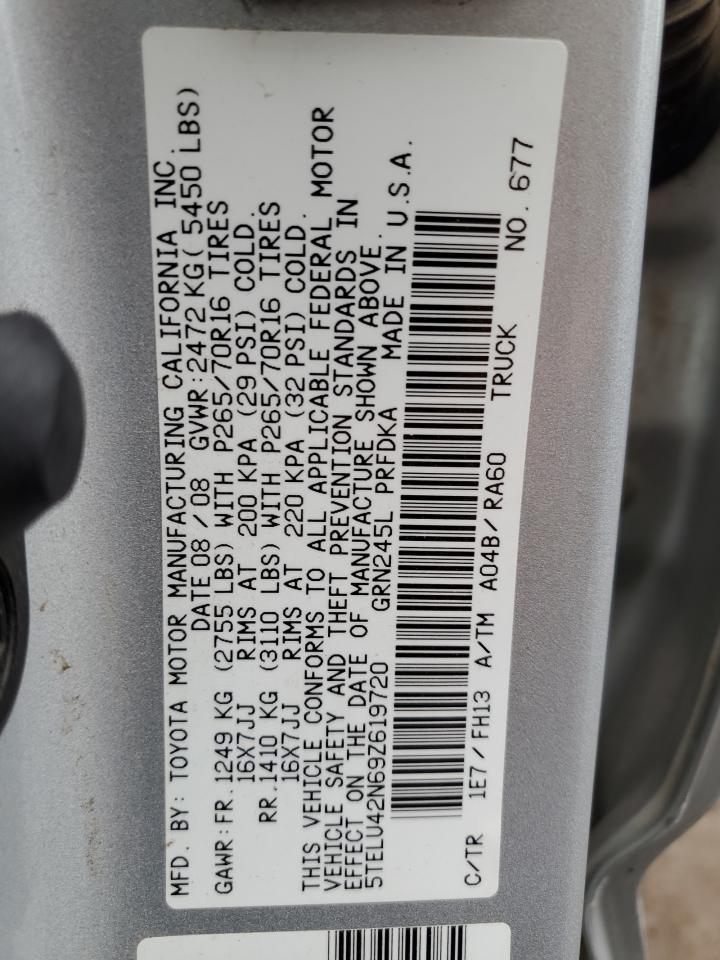 MFD. BY: TOYOTA MOTOR MANUFACTURING CALIFORNIA INC.
DATE 08/08 GVWR:2472 KG( 5450 LBS)
GAWR:FR.1249 KG (2755 LBS) WITH P265/70R16 TIRES
16X7JJ RIMS AT 200 KPA (29 PSI) COLD.
RR.1410 KG (3110 LBS) WITH P265/70R16 TIRES
16X7JJ RIMS AT 220 KPA (32 PSI) COLD.
THIS VEHICLE CONFORMS TO ALL APPLICABLE FEDERAL MOTOR
VEHICLE SAFETY AND THEFT PREVENTION STANDARDS IN
EFFECT ON THE DATE OF MANUFACTURE SHOWN ABOVE.
5TELU42N69Z619720 GRN245L PRFDKA MADE IN U.S.A.
C/TR 1E7/FH13 A/TM A04B/RA60 TRUCK NO. 677